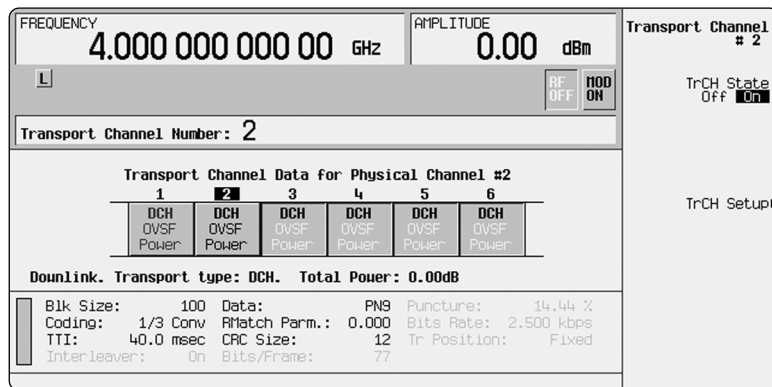 FREQUENCY
4.000 000 000 00 GHz
AMPLITUDE
0.00 dBm
L
RF OFF
MOD ON
Transport Channel Number: 2
Transport Channel Data for Physical Channel #2
1 2 3 4 5 6
DCH DCH DCH DCH DCH DCH
OVSF OVSF OVSF OVSF OVSF OVSF
Power Power Power Power Power Power
Downlink. Transport type: DCH. Total Power: 0.00dB
Blk Size: 100 Data: PN9 Puncture: 14.44 %
Coding: 1/3 Conv RMatch Parm.: 0.000 Bits Rate: 2.500 kbps
TTI: 40.0 msec CRC Size: 12 Tr Position: Fixed
Interleaver: On Bits/Frame: 77
Transport Channel
# 2
TrCH State
Off On
TrCH Setup